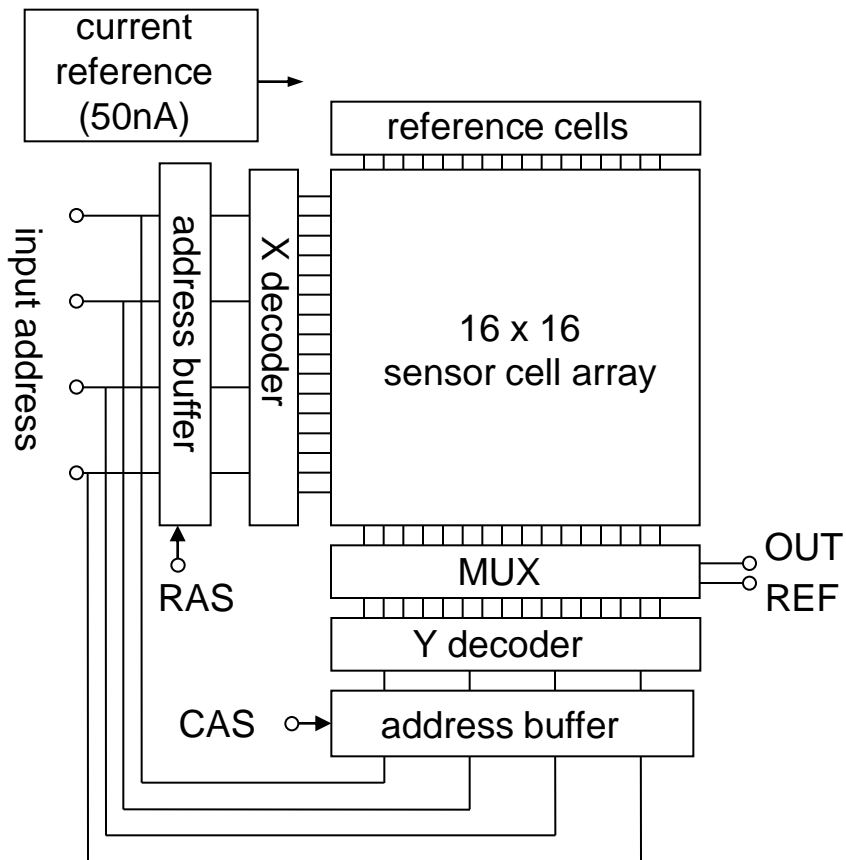 current
reference
(50nA)
reference cells
input address
address buffer
X decoder
16 x 16
sensor cell array
RAS
MUX
OUT
REF
Y decoder
CAS
address buffer